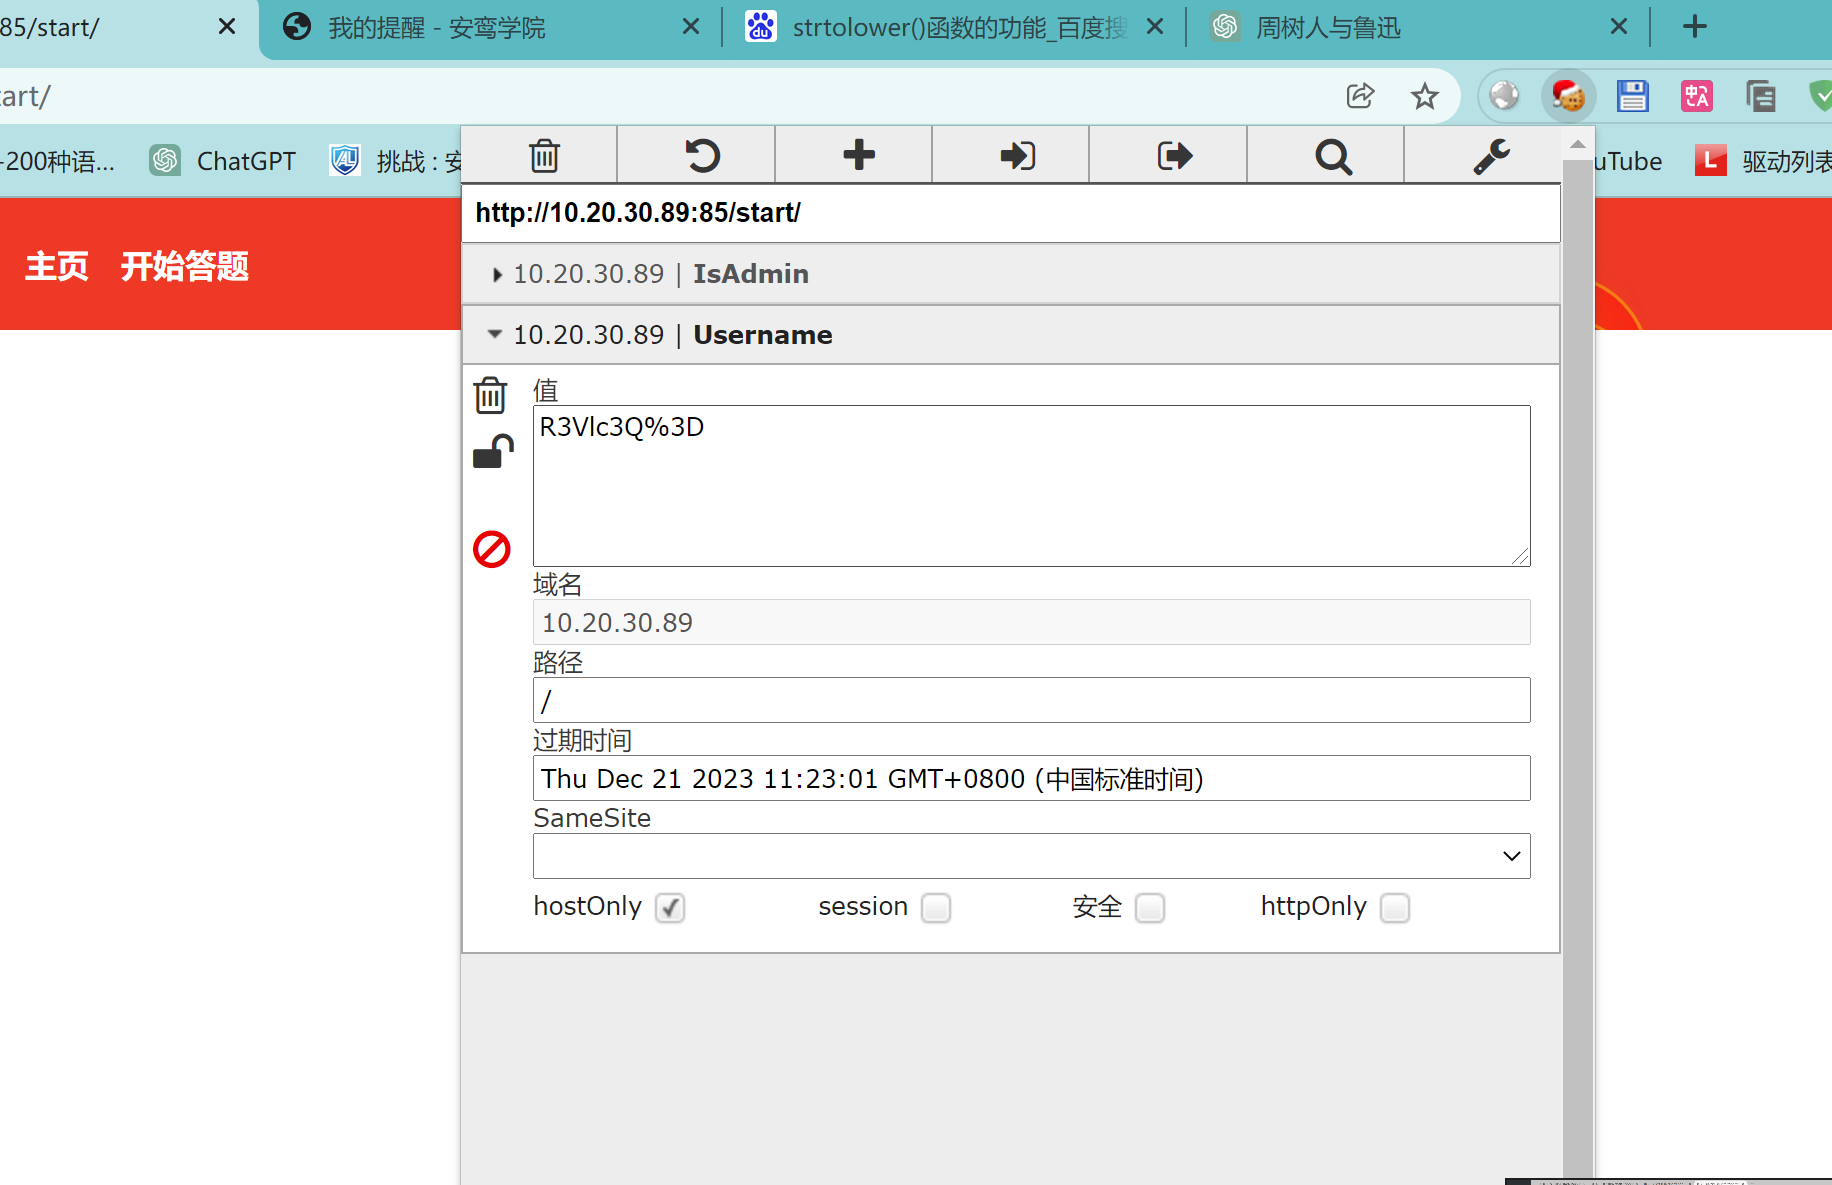 85/start/
我的提醒 - 安鸾学院
strtolower()函数的功能_百度搜
周树人与鲁迅
art/
-200种语...
ChatGPT
挑战 : 安
uTube
驱动列表
主页 开始答题
http://10.20.30.89:85/start/
10.20.30.89 | IsAdmin
10.20.30.89 | Username
值
R3Vlc3Q%3D
域名
10.20.30.89
路径
/
过期时间
Thu Dec 21 2023 11:23:01 GMT+0800 (中国标准时间)
SameSite
hostOnly session 安全 httpOnly